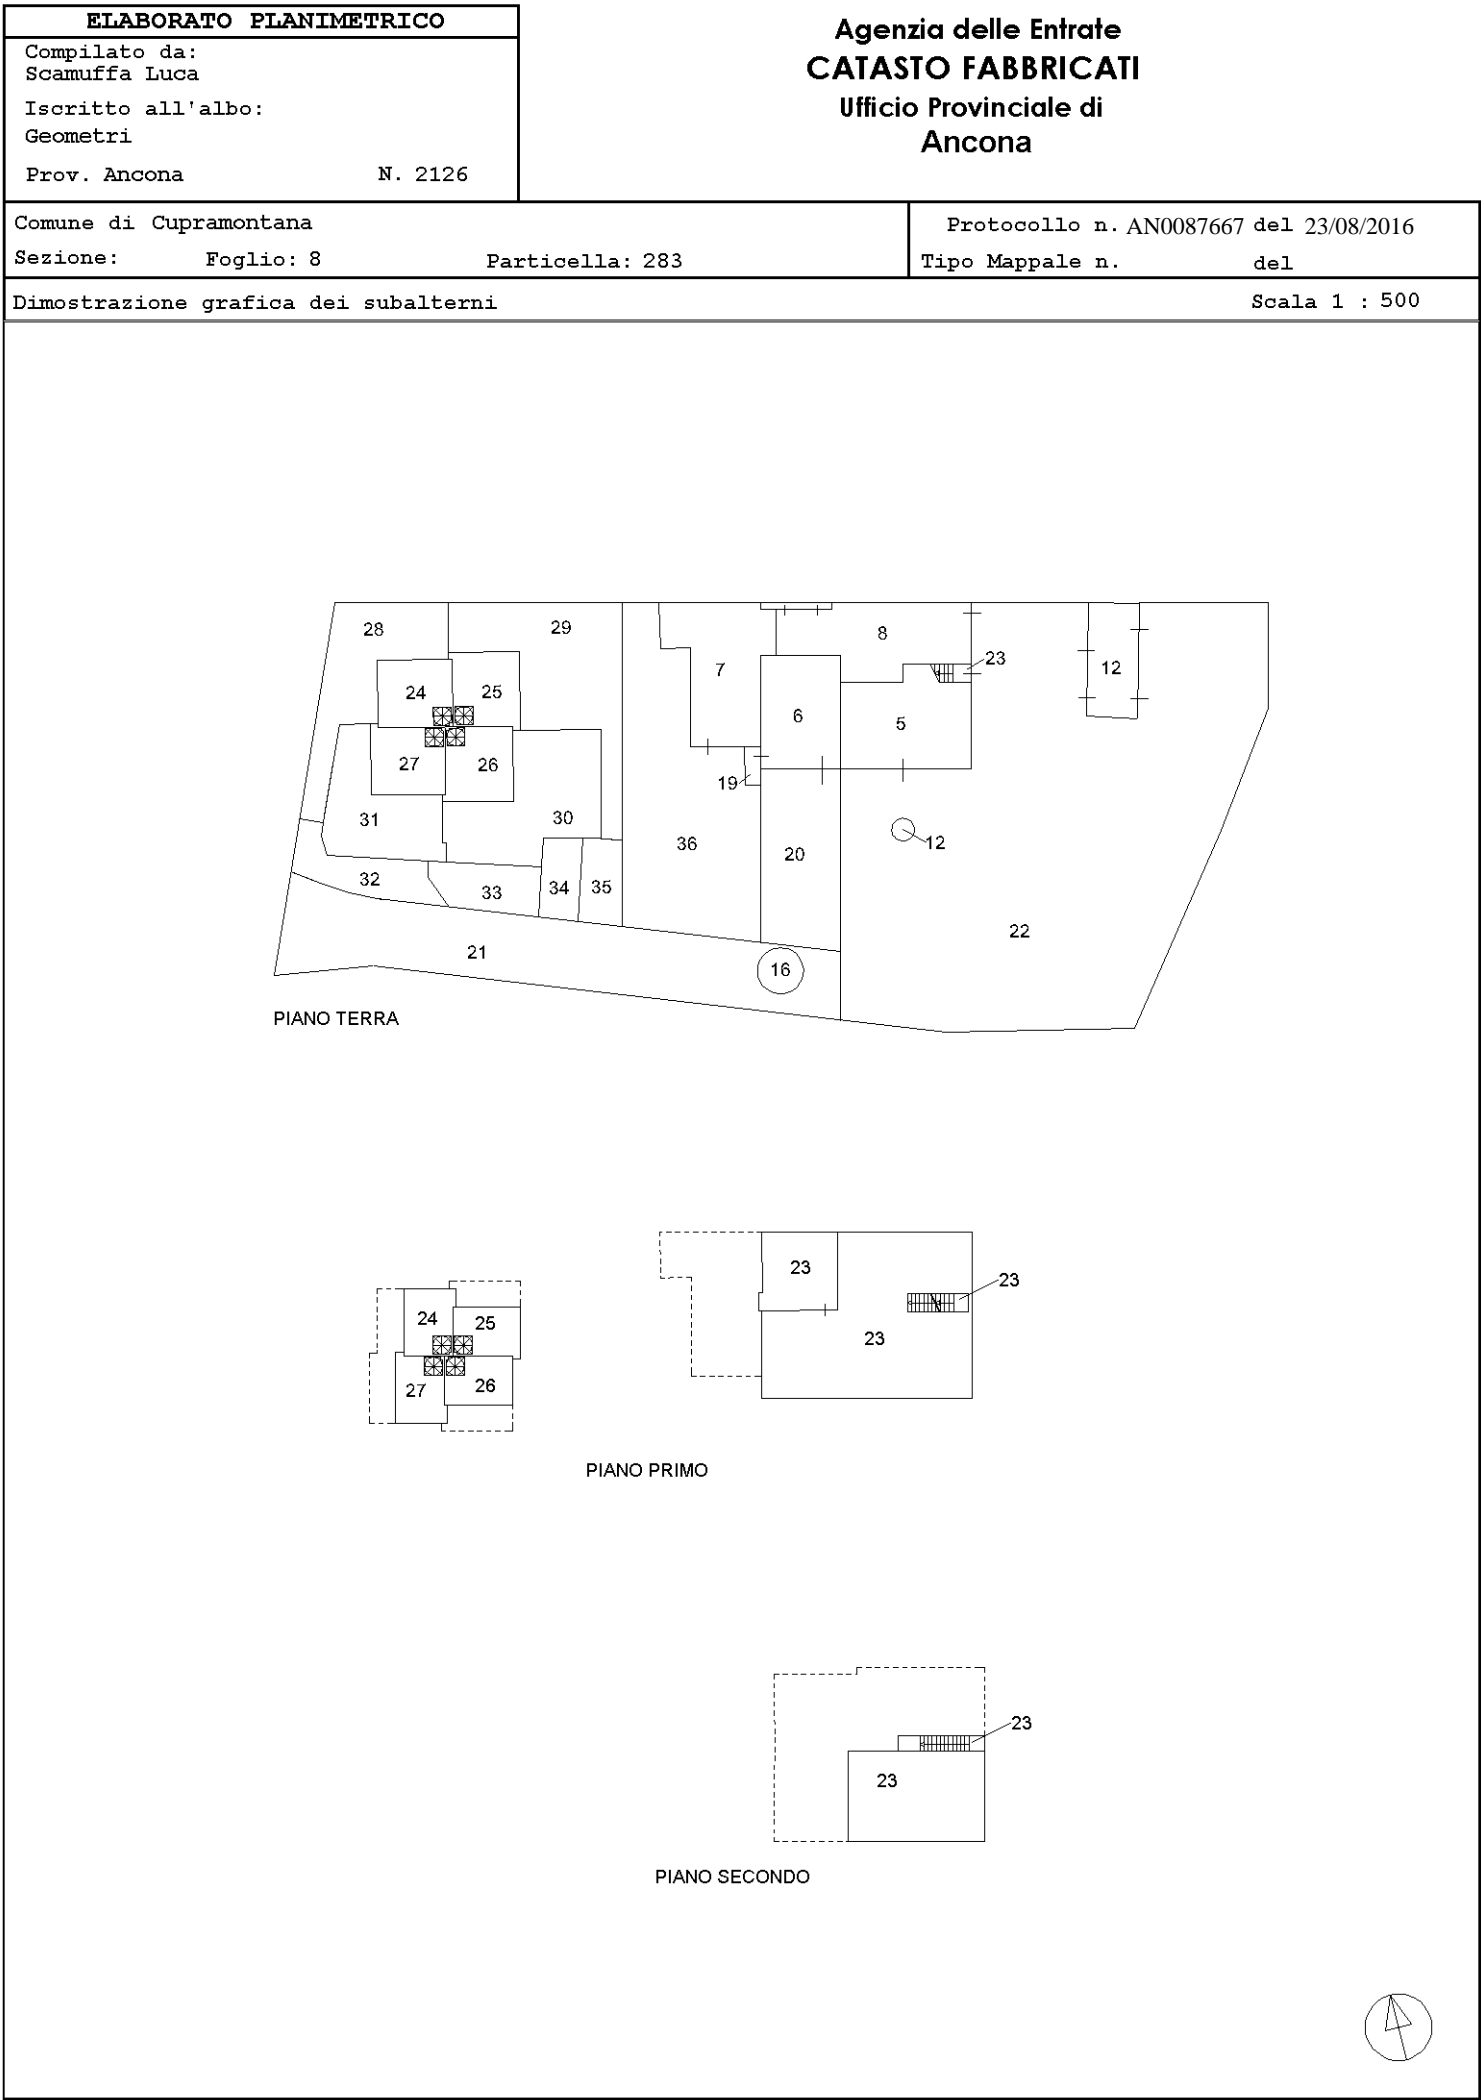 ELABORATO PLANIMETRICO
Compilato da:
Scamuffa Luca
Iscritto all'albo:
Geometri
Prov. Ancona N. 2126
Agenzia delle Entrate
CATASTO FABBRICATI
Ufficio Provinciale di
Ancona
Comune di Cupramontana
Sezione: Foglio: 8 Particella: 283
Protocollo n. AN0087667 del 23/08/2016
Tipo Mappale n. del
Dimostrazione grafica dei subalterni Scala 1 : 500
28
29
8
23
12
7
24
25
6
5
27
26
19
31
30
36
20
12
32
33
34
35
22
21
16
PIANO TERRA
23
23
24
25
23
27
26
PIANO PRIMO
23
23
PIANO SECONDO